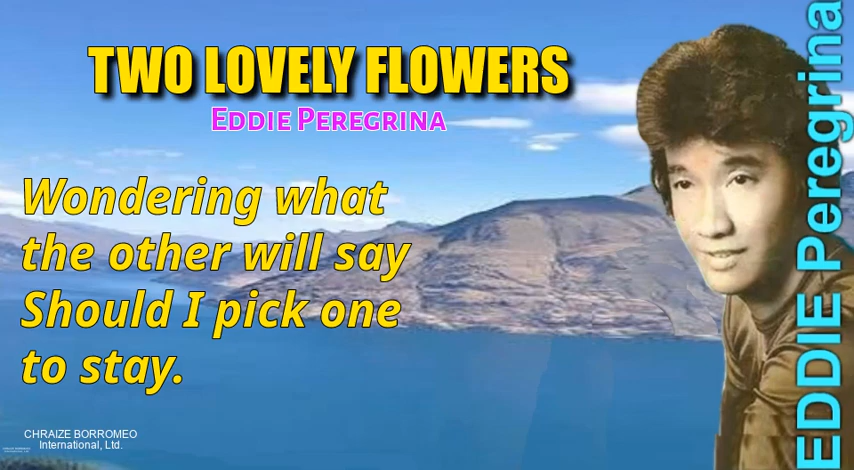 TWO LOVELY FLOWERS
EDDIE PEREGRINA
Wondering what
the other will say
Should I pick one
to stay.
EDDIE Peregrina
CHRAIZE BORROMEO
International, Ltd.